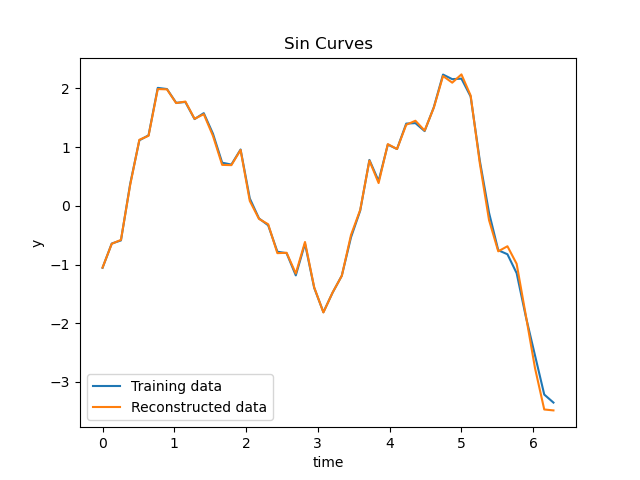 Sin Curves
y
2
1
0
−1
−2
−3
Training data
Reconstructed data
0 1 2 3 4 5 6
time